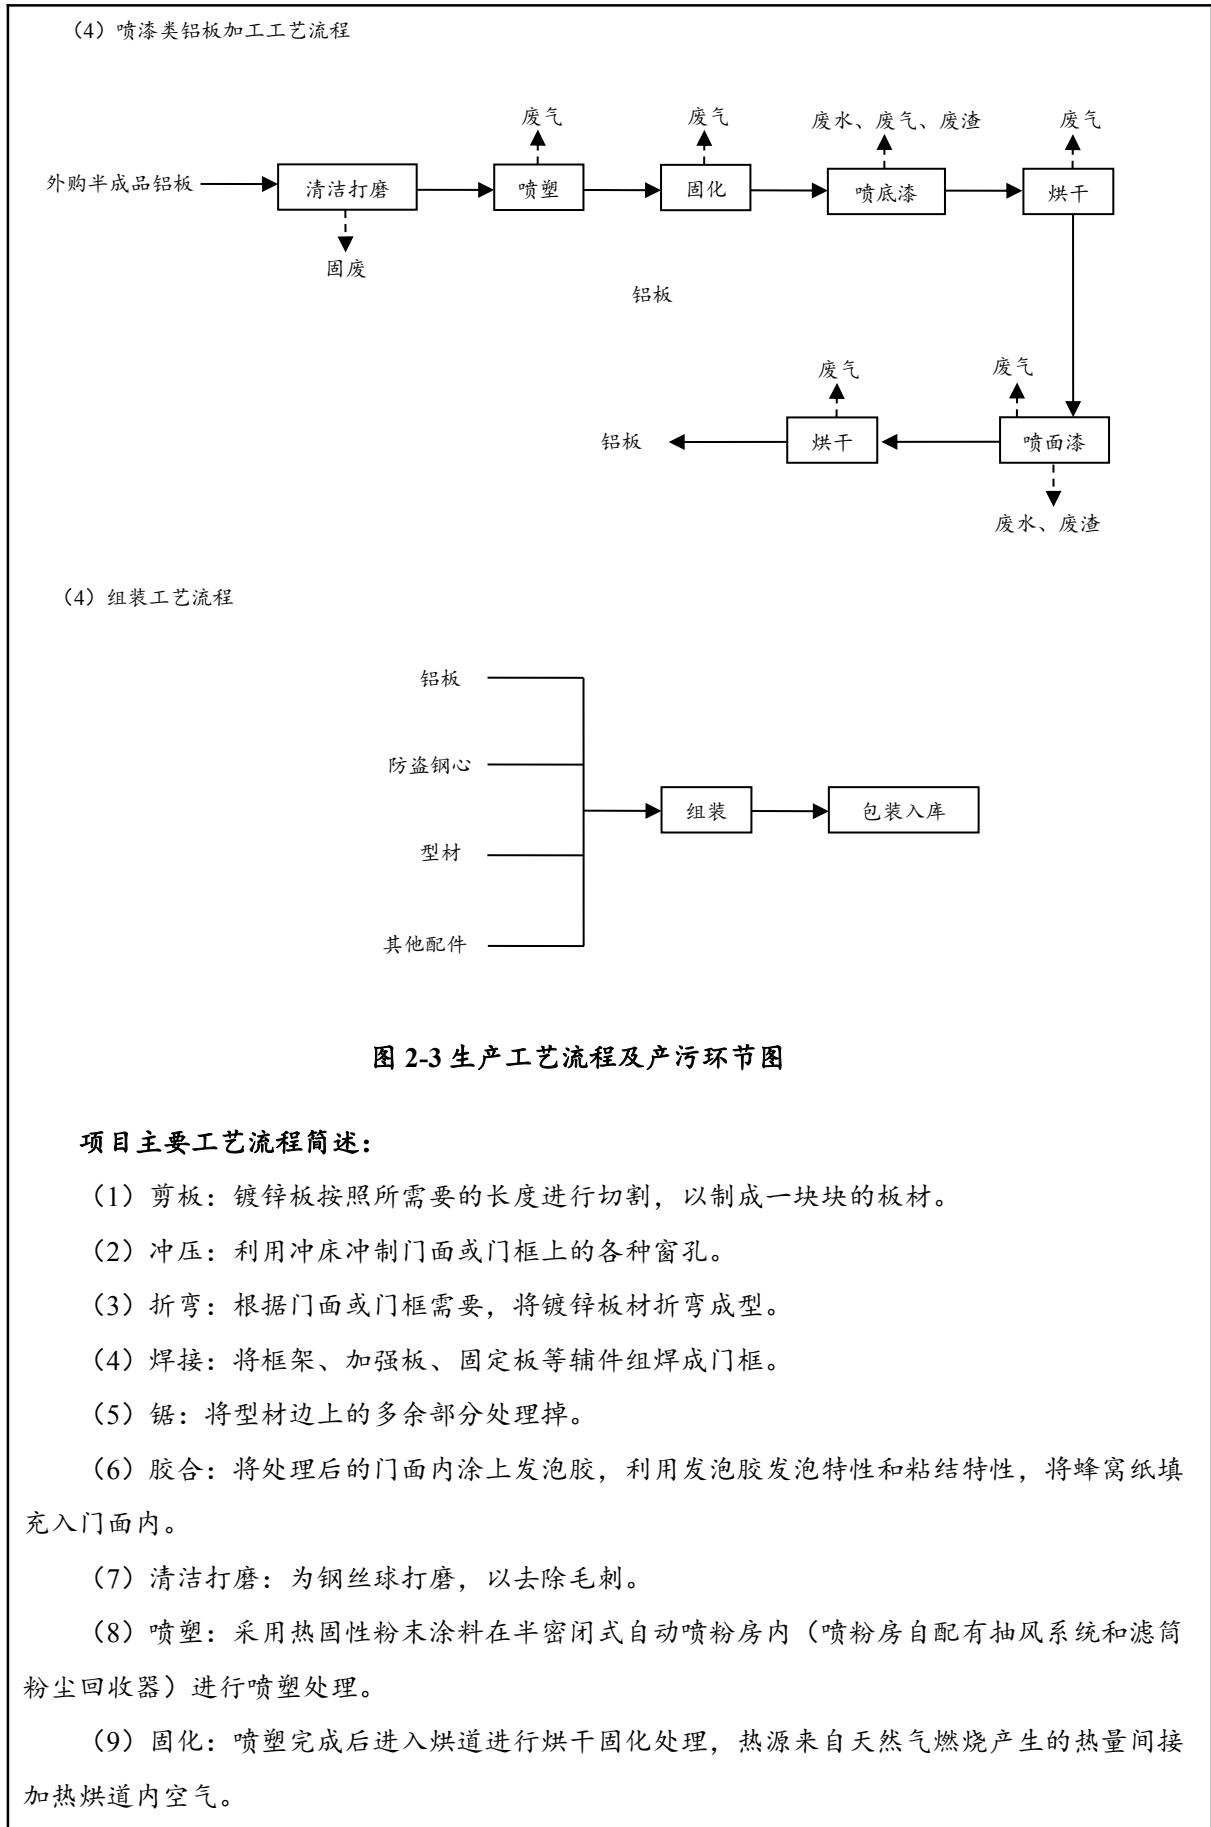 （4）喷漆类铝板加工工艺流程
废气
废气
废水、废气、废渣
废气
外购半成品铝板
清洁打磨
喷塑
固化
喷底漆
烘干
固废
铝板
废气
废气
铝板
烘干
喷面漆
废水、废渣
（4）组装工艺流程
铝板
防盗钢心
组装
包装入库
型材
其他配件
图 2-3 生产工艺流程及产污环节图
项目主要工艺流程简述：
（1）剪板：镀锌板按照所需要的长度进行切割，以制成一块块的板材。
（2）冲压：利用冲床冲制门面或门框上的各种窗孔。
（3）折弯：根据门面或门框需要，将镀锌板材折弯成型。
（4）焊接：将框架、加强板、固定板等辅件组焊成门框。
（5）锯：将型材边上的多余部分处理掉。
（6）胶合：将处理后的门面内涂上发泡胶，利用发泡胶发泡特性和粘结特性，将蜂窝纸填
充入门面内。
（7）清洁打磨：为钢丝球打磨，以去除毛刺。
（8）喷塑：采用热固性粉末涂料在半密闭式自动喷粉房内（喷粉房自配有抽风系统和滤筒
粉尘回收器）进行喷塑处理。
（9）固化：喷塑完成后进入烘道进行烘干固化处理，热源来自天然气燃烧产生的热量间接
加热烘道内空气。